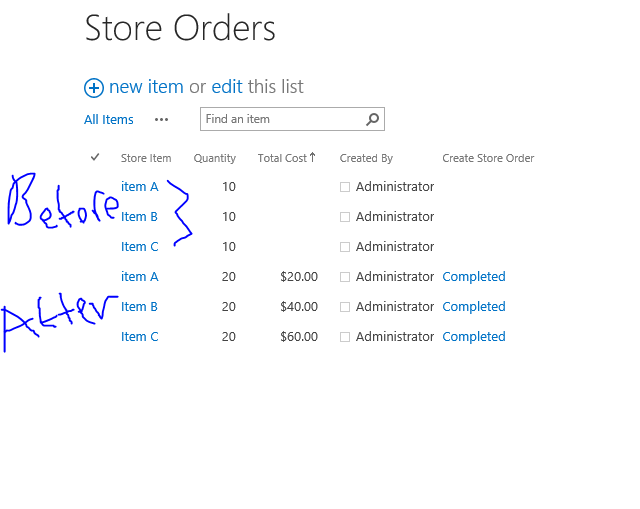 Store Orders
new item or edit this list
All Items ...
Find an item
Store Item Quantity Total Cost↑ Created By Create Store Order
item A 10 Administrator
Before
Item B 10 Administrator
Item C 10 Administrator
item A 20 $20.00 Administrator Completed
After
Item B 20 $40.00 Administrator Completed
Item C 20 $60.00 Administrator Completed